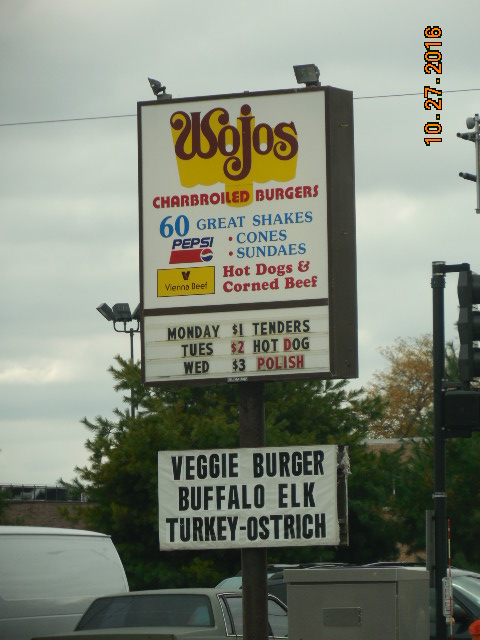 10-27-2016
Wojos
CHARBROILED BURGERS
60 GREAT SHAKES
PEPSI
• CONES
• SUNDAES
V
Vienna Beef
Hot Dogs &
Corned Beef
MONDAY $1 TENDERS
TUES $2 HOT DOG
WED $3 POLISH
VEGGIE BURGER
BUFFALO ELK
TURKEY-OSTRICH